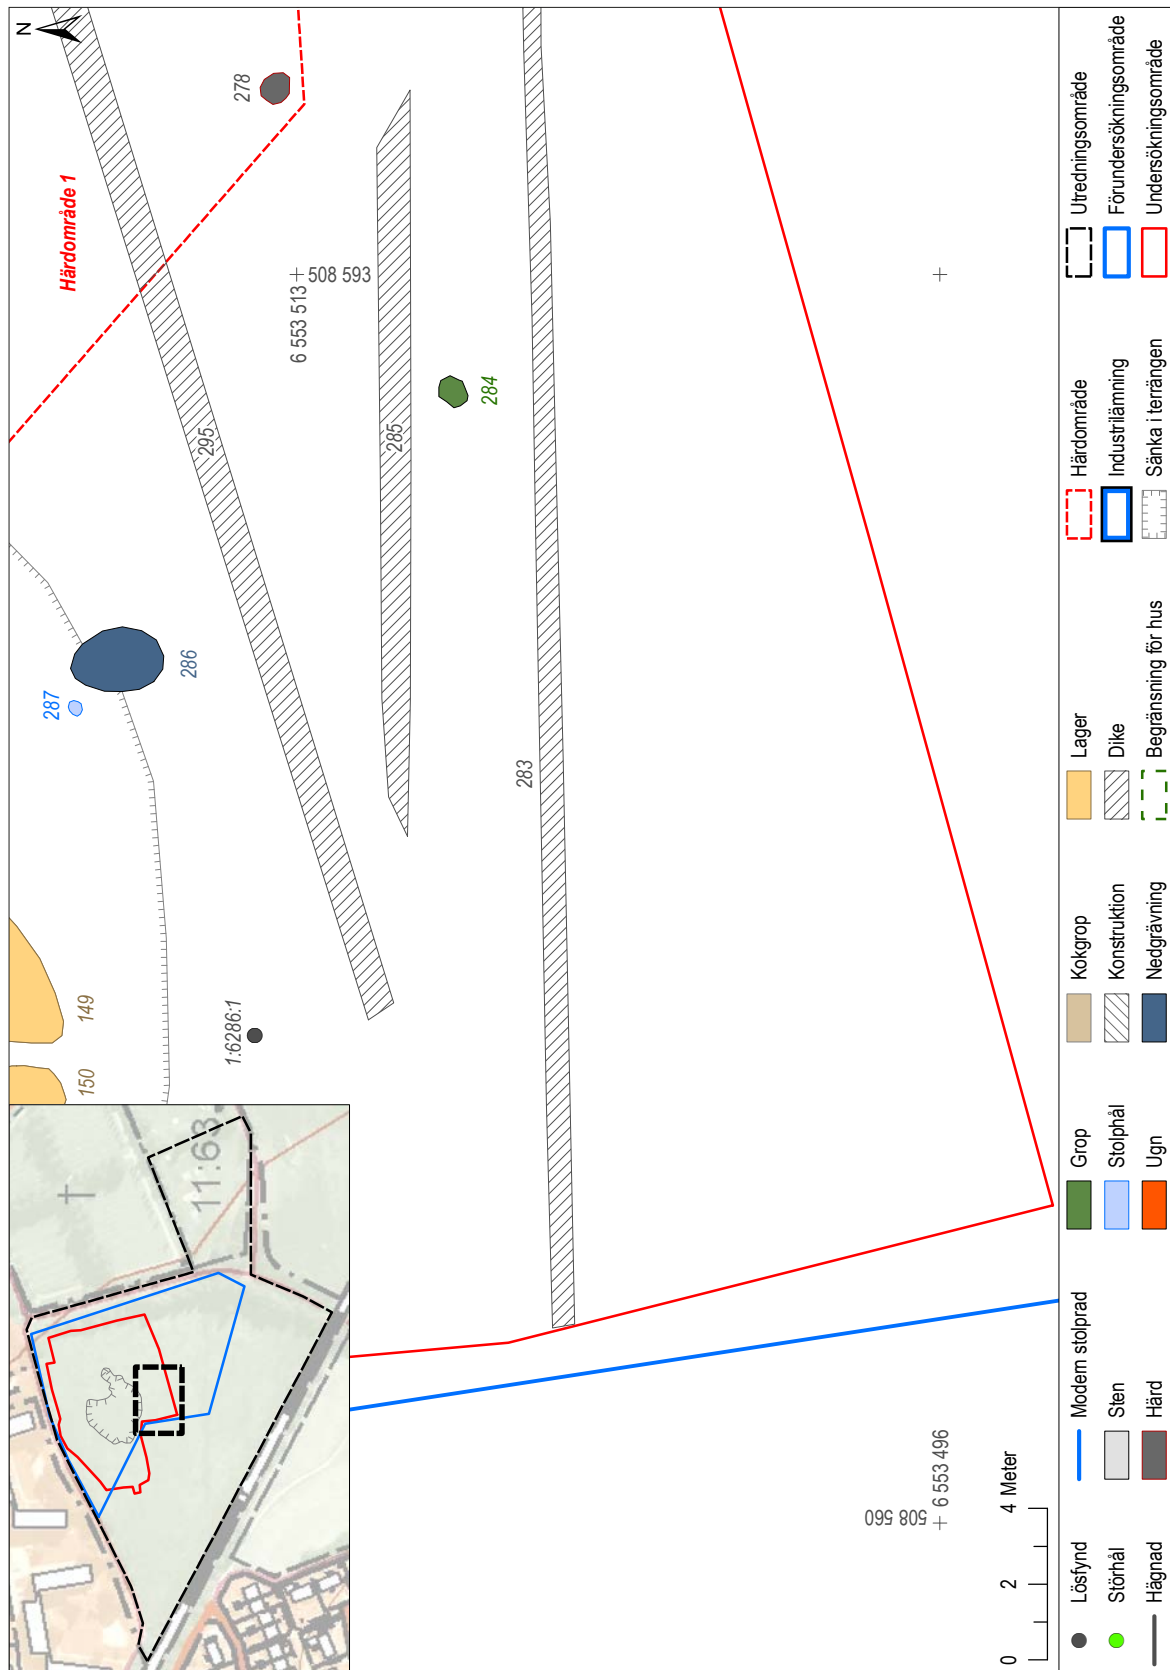 N
Härdområde 1
278
295
6 553 513
508 593
285
284
287
286
283
149
150
1:6286:1
11:63
508 560
6 553 496
0 2 4 Meter
Lösfynd
Störhål
Hägnad
Modern stolprad
Sten
Härd
Grop
Stolphål
Ugn
Kokgrop
Konstruktion
Nedgrävning
Lager
Dike
Begränsning för hus
Härdområde
Industrilämning
Sänka i terrängen
Utredningsområde
Förundersökningsområde
Undersökningsområde